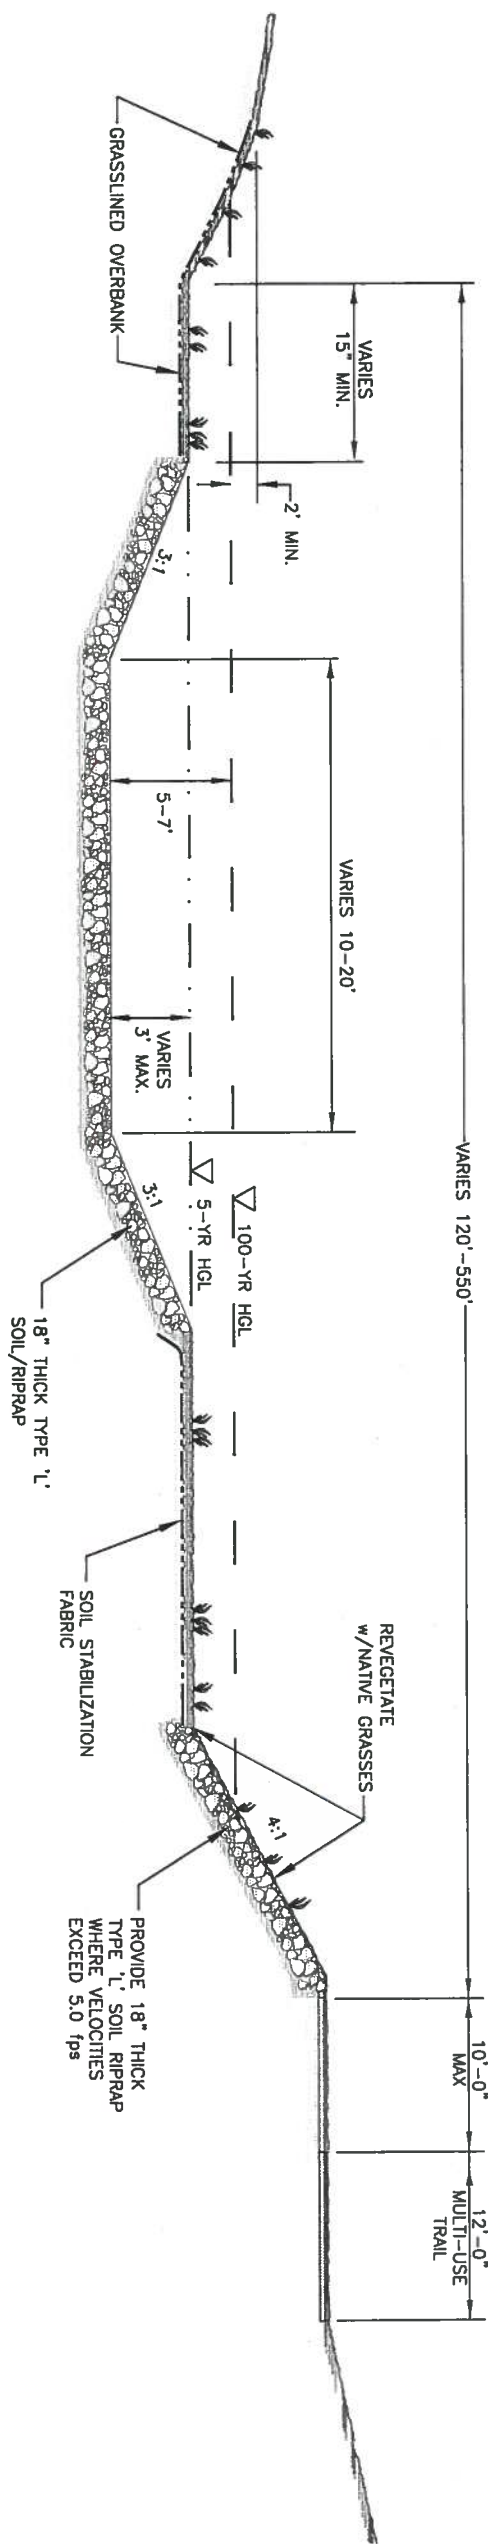 VARIES 120'-550'
10'-0"
MAX
12'-0"
MULTI-USE
TRAIL
VARIES
15" MIN.
2' MIN.
VARIES 10-20'
REVEGETATE
w/NATIVE GRASSES
100-YR HGL
5-YR HGL
5-7'
VARIES
3' MAX.
3:1
3:1
4:1
GRASSLINED OVERBANK
18" THICK TYPE 'L'
SOIL/RIPRAP
SOIL STABILIZATION
FABRIC
PROVIDE 18" THICK
TYPE 'L' SOIL RIPRAP
WHERE VELOCITIES
EXCEED 5.0 fps